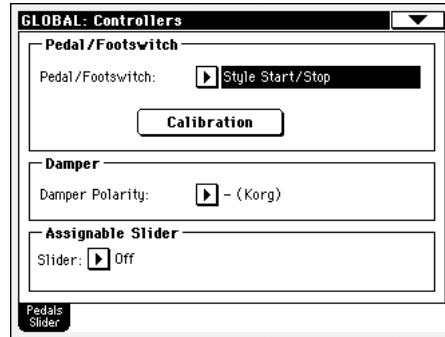 GLOBAL: Controllers
Pedal/Footswitch
Pedal/Footswitch: Style Start/Stop
Calibration
Damper
Damper Polarity: - (Korg)
Assignable Slider
Slider: Off
Pedals
Slider